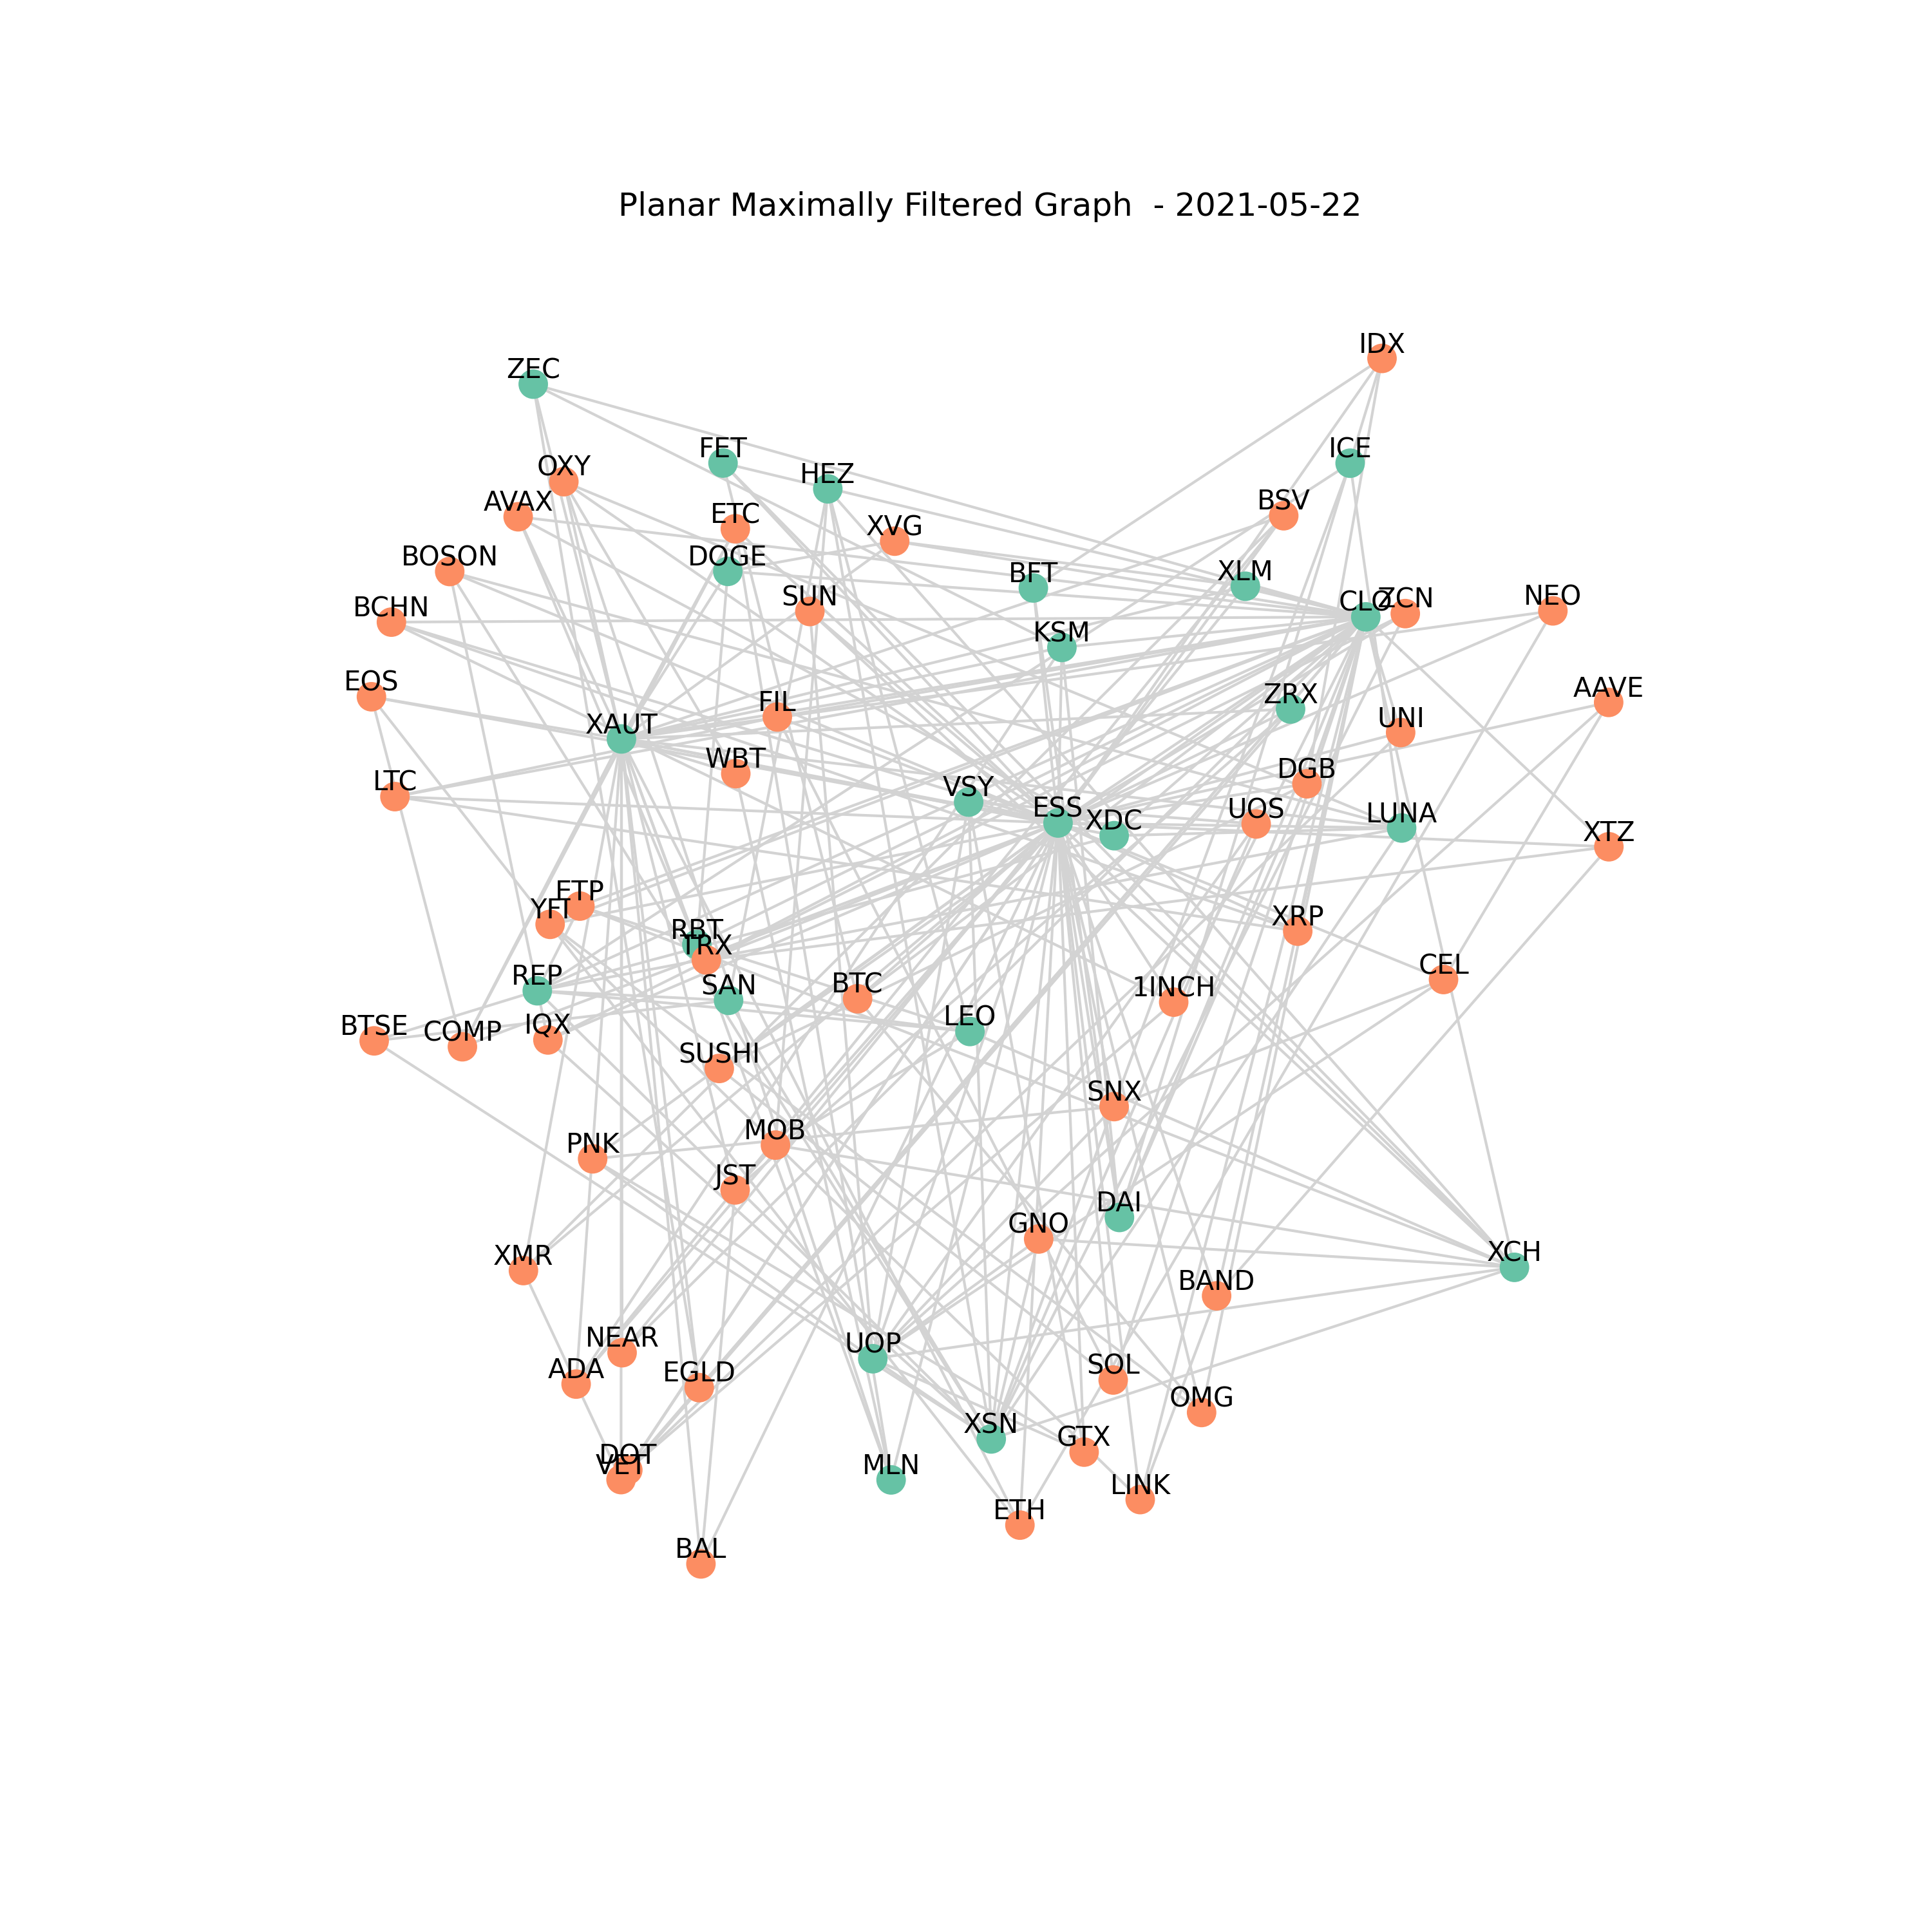 Planar Maximally Filtered Graph  - 2021-05-22
IDX
ZEC
ICE
FET
OXY
HEZ
BSV
AVAX
ETC
XVG
BOSON
DOGE
XLM
BFT
SUN
NEO
BCHN
CLO
ZCN
KSM
EOS
AAVE
ZRX
FIL
UNI
XAUT
WBT
DGB
LTC
VSY
ESS
UOS
LUNA
XDC
XTZ
ETP
YFI
XRP
RBT
TRX
CEL
REP
BTC
SAN
1INCH
LEO
IQX
BTSE
COMP
SUSHI
SNX
MOB
PNK
JST
DAI
GNO
XMR
XCH
BAND
NEAR
UOP
SOL
ADA
EGLD
OMG
XSN
GTX
DOT
VET
MLN
LINK
ETH
BAL